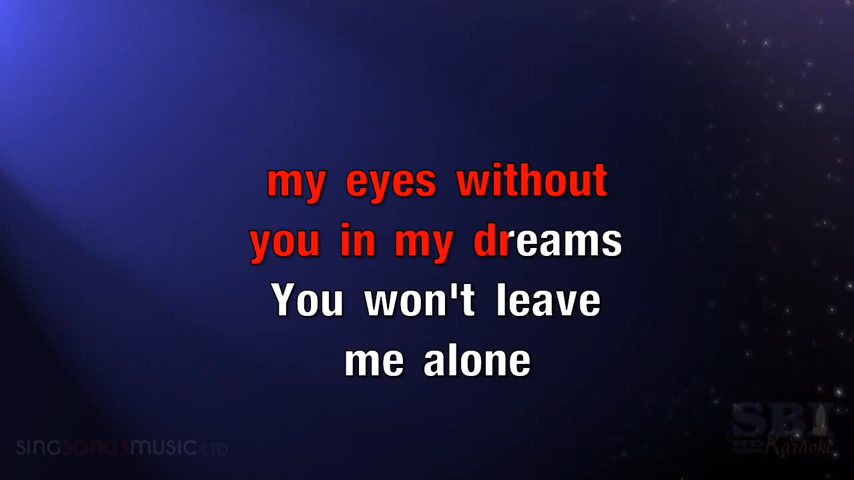 my eyes without
you in my dreams
You won't leave
me alone
SINGSONGSMUSIC LTD
SBI
Karaoke